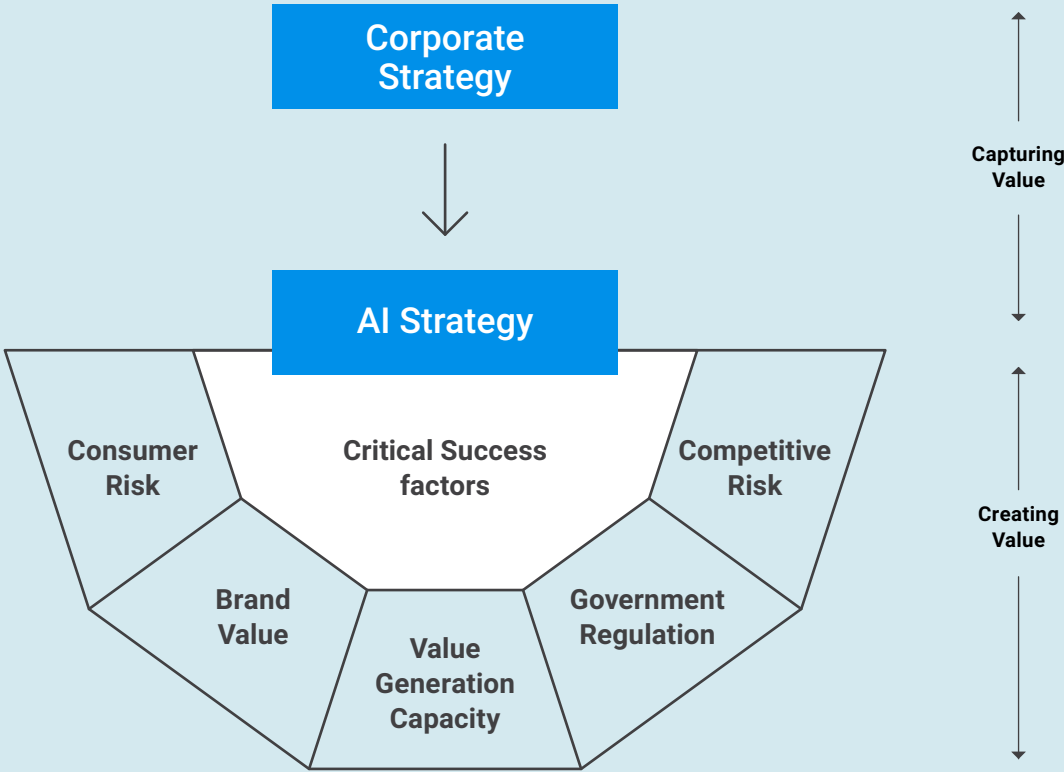 Corporate
Strategy
Capturing
Value
AI Strategy
Consumer
Risk
Critical Success
factors
Competitive
Risk
Creating
Value
Brand
Value
Government
Regulation
Value
Generation
Capacity